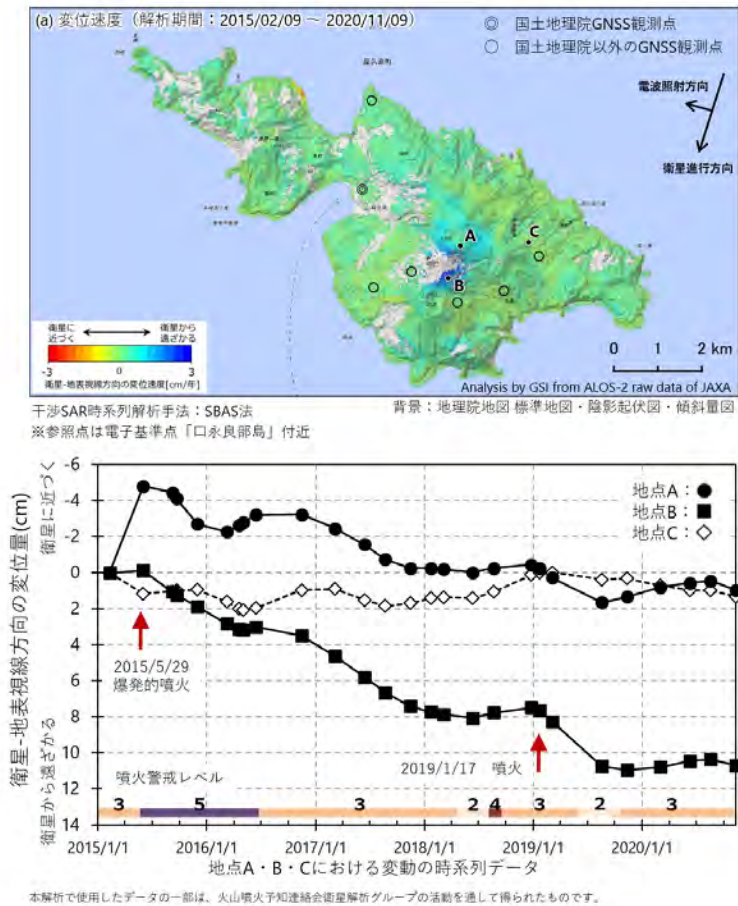 (a) 変位速度（解析期間：2015/02/09 ～ 2020/11/09）
◎ 国土地理院GNSS観測点
○ 国土地理院以外のGNSS観測点
電波照射方向
衛星進行方向
A
C
B
衛星に近づく
衛星から遠ざかる
-3 0 3
衛星-地表視線方向の変位速度[cm/年]
0 1 2 km
Analysis by GSI from ALOS-2 raw data of JAXA
干渉SAR時系列解析手法：SBAS法
背景：地理院地図 標準地図・陰影起伏図・傾斜量図
※参照点は電子基準点「口永良部島」付近
衛星-地表視線方向の変位量(cm)
衛星に近づく
衛星から遠ざかる
-6
-4
-2
0
2
4
6
8
10
12
14
地点A：
地点B：
地点C：
2015/5/29
爆発的噴火
2019/1/17 噴火
噴火警戒レベル
3 5 3 2 4 3 2 3
2015/1/1 2016/1/1 2017/1/1 2018/1/1 2019/1/1 2020/1/1
地点A・B・Cにおける変動の時系列データ
本解析で使用したデータの一部は、火山噴火予知連絡会衛星解析グループの活動を通して得られたものです。